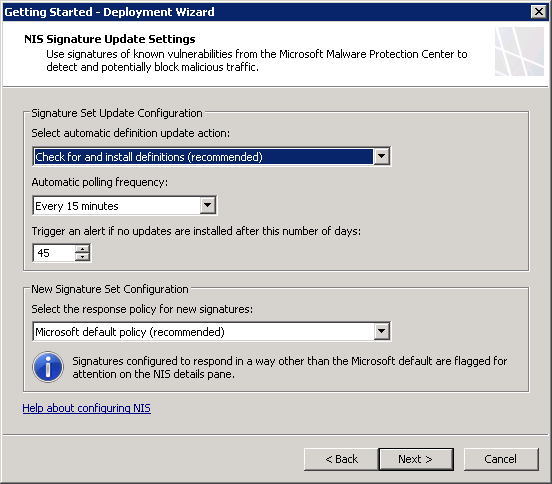 Getting Started - Deployment Wizard
NIS Signature Update Settings
Use signatures of known vulnerabilities from the Microsoft Malware Protection Center to
detect and potentially block malicious traffic.
Signature Set Update Configuration
Select automatic definition update action:
Check for and install definitions (recommended)
Automatic polling frequency:
Every 15 minutes
Trigger an alert if no updates are installed after this number of days:
45
New Signature Set Configuration
Select the response policy for new signatures:
Microsoft default policy (recommended)
Signatures configured to respond in a way other than the Microsoft default are flagged for
attention on the NIS details pane.
Help about configuring NIS
< Back
Next >
Cancel